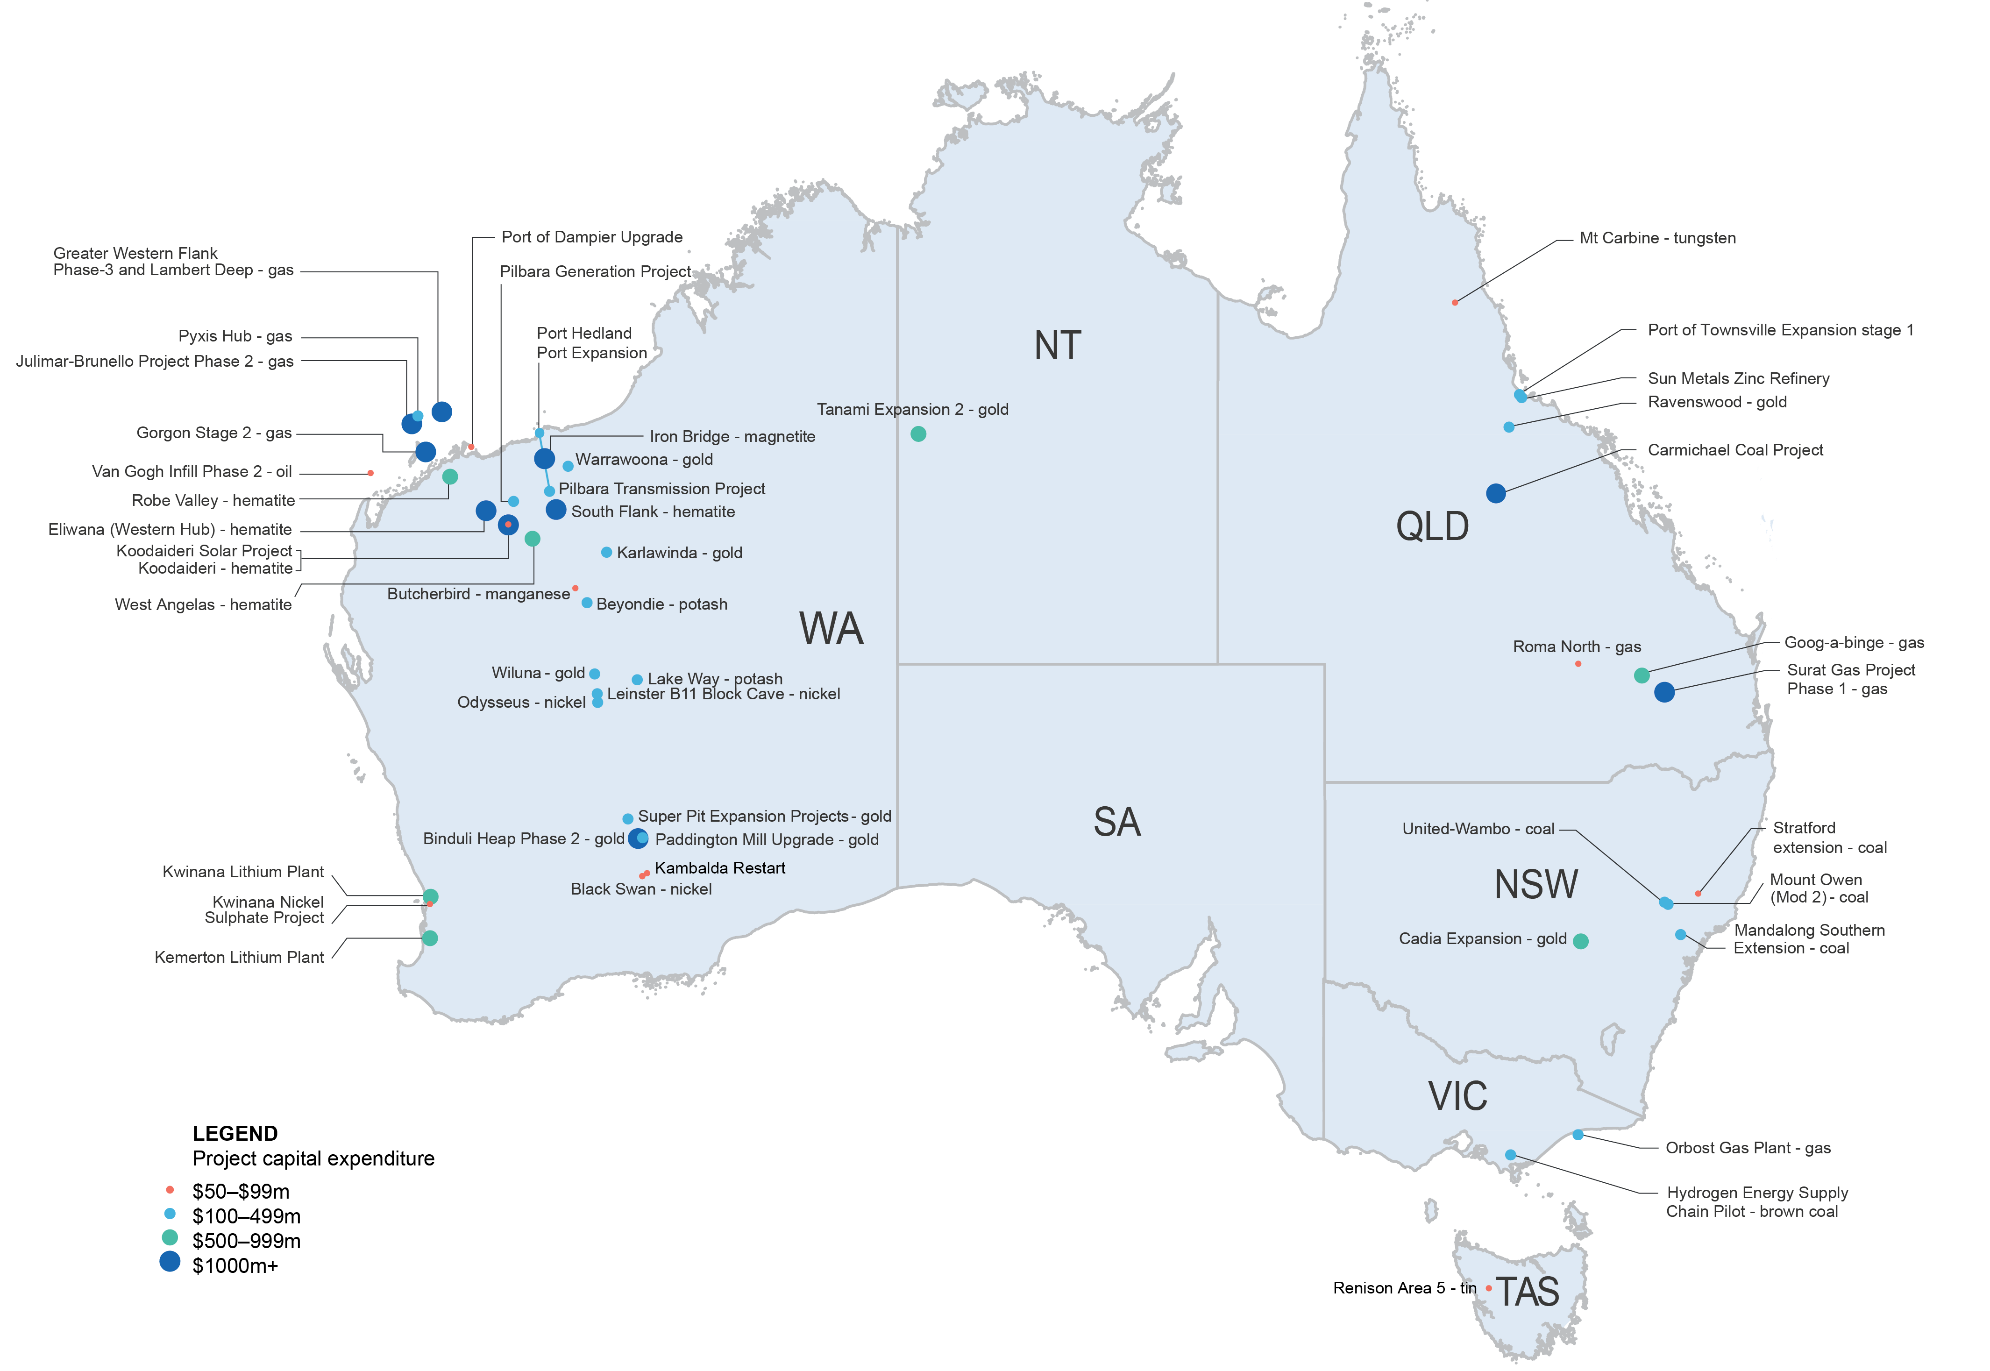 Port of Dampier Upgrade
Greater Western Flank
Phase-3 and Lambert Deep - gas
Pilbara Generation Project
Pyxis Hub - gas
Julimar-Brunello Project Phase 2 - gas
Port Hedland
Port Expansion
Gorgon Stage 2 - gas
Van Gogh Infill Phase 2 - oil
Robe Valley - hematite
Eliwana (Western Hub) - hematite
Koodaideri Solar Project
Koodaideri - hematite
West Angelas - hematite
Iron Bridge - magnetite
Warrawoona - gold
Pilbara Transmission Project
South Flank - hematite
Karlawinda - gold
Butcherbird - manganese
Beyondie - potash
WA
Wiluna - gold
Lake Way - potash
Leinster B11 Block Cave - nickel
Odysseus - nickel
Super Pit Expansion Projects - gold
Binduli Heap Phase 2 - gold
Paddington Mill Upgrade - gold
Kambalda Restart
Black Swan - nickel
Kwinana Lithium Plant
Kwinana Nickel
Sulphate Project
Kemerton Lithium Plant
NT
Tanami Expansion 2 - gold
SA
Mt Carbine - tungsten
Port of Townsville Expansion stage 1
Sun Metals Zinc Refinery
Ravenswood - gold
Carmichael Coal Project
QLD
Roma North - gas
Goog-a-binge - gas
Surat Gas Project
Phase 1 - gas
United-Wambo - coal
Stratford
extension - coal
NSW
Mount Owen
(Mod 2) - coal
Cadia Expansion - gold
Mandalong Southern
Extension - coal
VIC
Orbost Gas Plant - gas
Hydrogen Energy Supply
Chain Pilot - brown coal
Renison Area 5 - tin
TAS
LEGEND
Project capital expenditure
$50–$99m
$100–499m
$500–999m
$1000m+